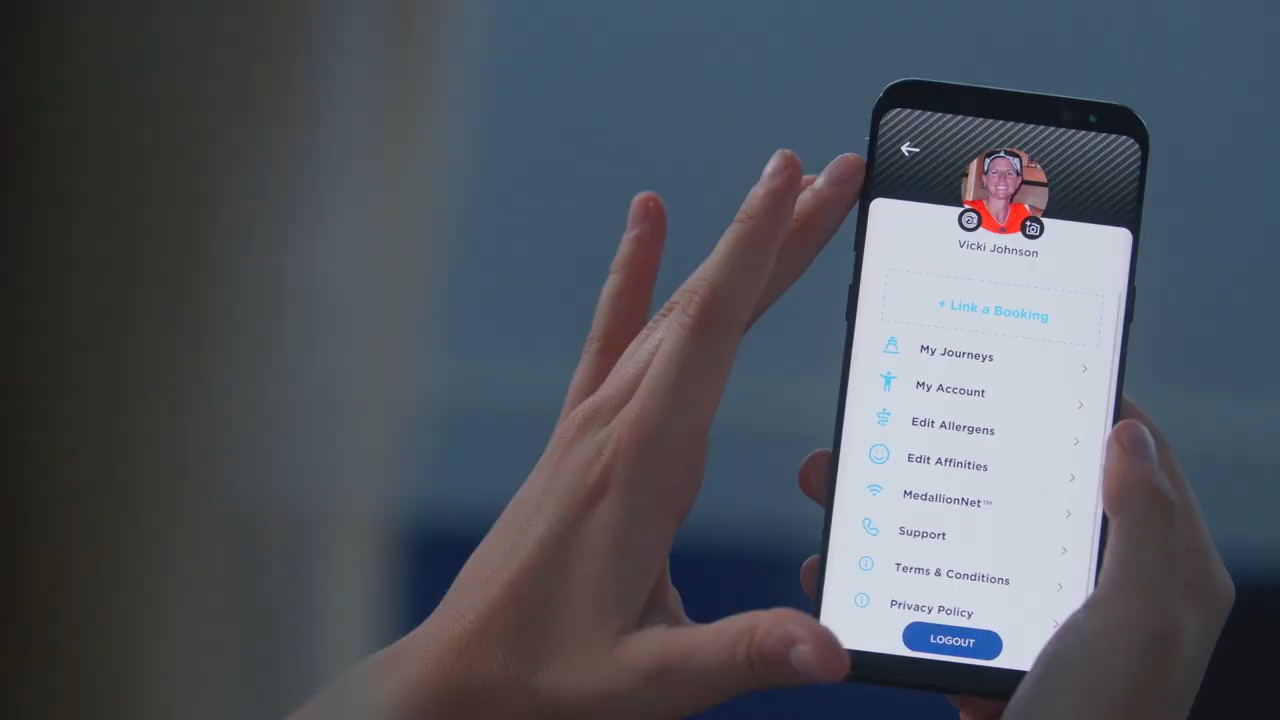 Vicki Johnson
+ Link a Booking
My Journeys
My Account
Edit Allergens
Edit Affinities
MedallionNet™
Support
Terms & Conditions
Privacy Policy
LOGOUT